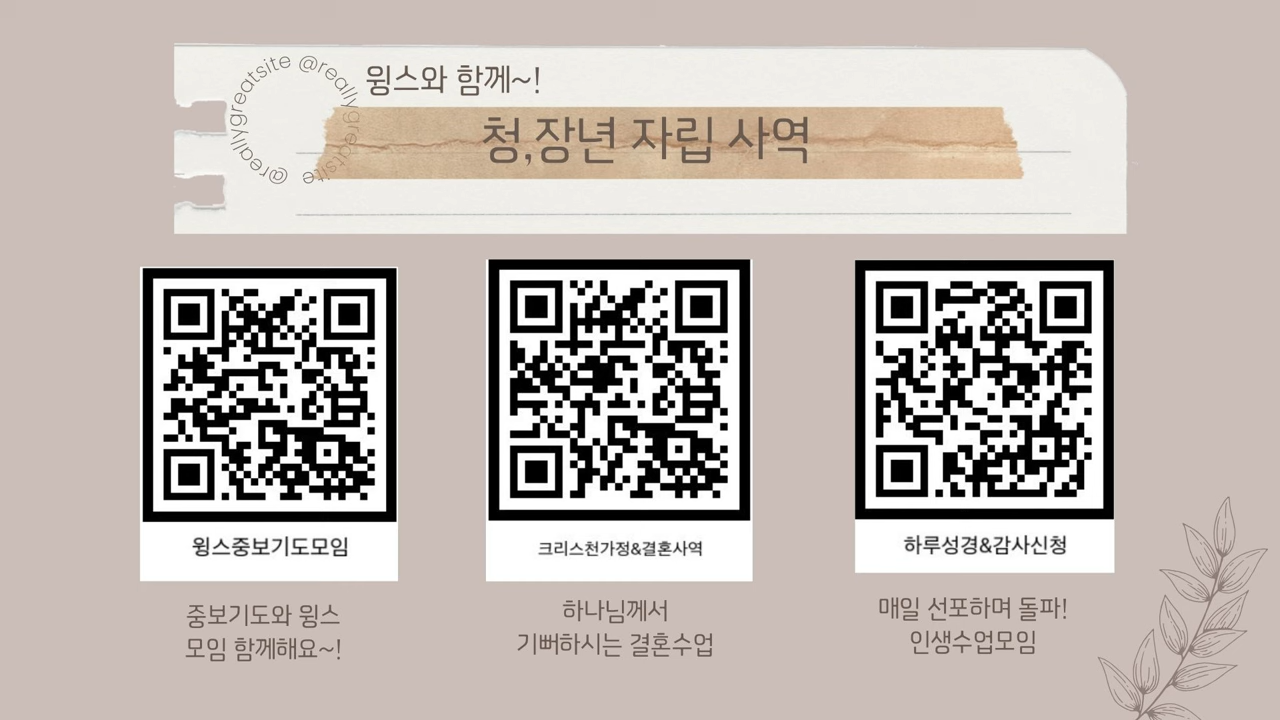 @reallygreatsite @reallygreatsite @reallygreatsite
윙스와 함께~!
청,장년 자립 사역
윙스중보기도모임
중보기도와 윙스
모임 함께해요~!
크리스천가정&결혼사역
하나님께서
기뻐하시는 결혼수업
하루성경&감사신청
매일 선포하며 돌파!
인생수업모임